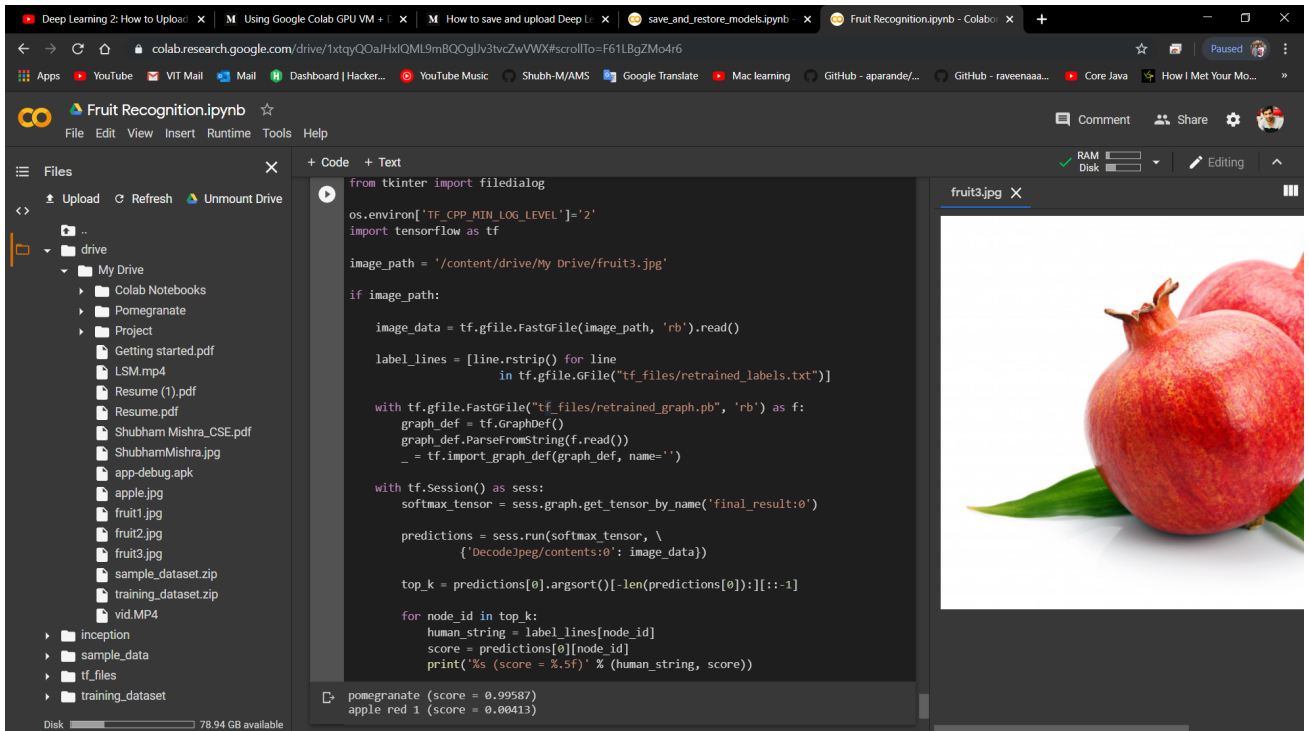 Deep Learning 2: How to Upload
Using Google Colab GPU VM + D
How to save and upload Deep Le
save_and_restore_models.ipynb -
Fruit Recognition.ipynb - Colabor
colab.research.google.com/drive/1xtqyQOaJHxIQML9mBQOglJv3tvcZwVWX#scrollTo=F61LBgZMo4r6
Paused
Apps YouTube VIT Mail Mail Dashboard | Hacker... YouTube Music Shubh-M/AMS Google Translate Mac learning GitHub - aparande/... GitHub - raveenaaa... Core Java How I Met Your Mo... »
Fruit Recognition.ipynb
File Edit View Insert Runtime Tools Help
Comment Share
Files
Upload Refresh Unmount Drive
..
drive
My Drive
Colab Notebooks
Pomegranate
Project
Getting started.pdf
LSM.mp4
Resume (1).pdf
Resume.pdf
Shubham Mishra_CSE.pdf
ShubhamMishra.jpg
app-debug.apk
apple.jpg
fruit1.jpg
fruit2.jpg
fruit3.jpg
sample_dataset.zip
training_dataset.zip
vid.MP4
inception
sample_data
tf_files
training_dataset
Disk 78.94 GB available
+ Code + Text
RAM
Disk
Editing
from tkinter import filedialog
os.environ['TF_CPP_MIN_LOG_LEVEL']='2'
import tensorflow as tf
image_path = '/content/drive/My Drive/fruit3.jpg'
if image_path:
image_data = tf.gfile.FastGFile(image_path, 'rb').read()
label_lines = [line.rstrip() for line
in tf.gfile.GFile("tf_files/retrained_labels.txt")]
with tf.gfile.FastGFile("tf_files/retrained_graph.pb", 'rb') as f:
graph_def = tf.GraphDef()
graph_def.ParseFromString(f.read())
_ = tf.import_graph_def(graph_def, name='')
with tf.Session() as sess:
softmax_tensor = sess.graph.get_tensor_by_name('final_result:0')
predictions = sess.run(softmax_tensor, \
{'DecodeJpeg/contents:0': image_data})
top_k = predictions[0].argsort()[-len(predictions[0]):][::-1]
for node_id in top_k:
human_string = label_lines[node_id]
score = predictions[0][node_id]
print('%s (score = %.5f)' % (human_string, score))
pomegranate (score = 0.99587)
apple red 1 (score = 0.00413)
fruit3.jpg